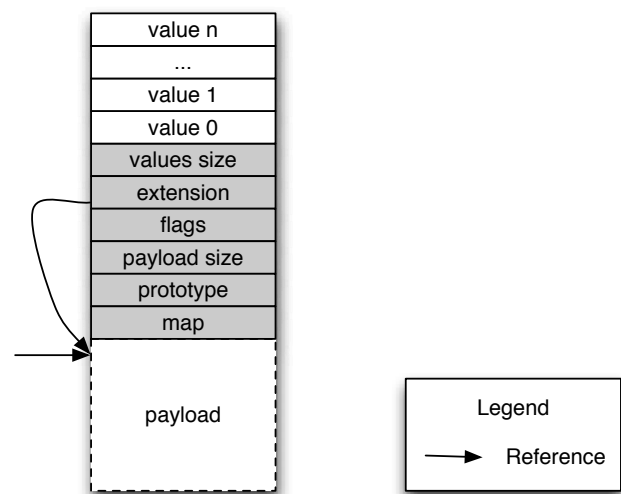 value n
...
value 1
value 0
values size
extension
flags
payload size
prototype
map
payload
Legend
Reference